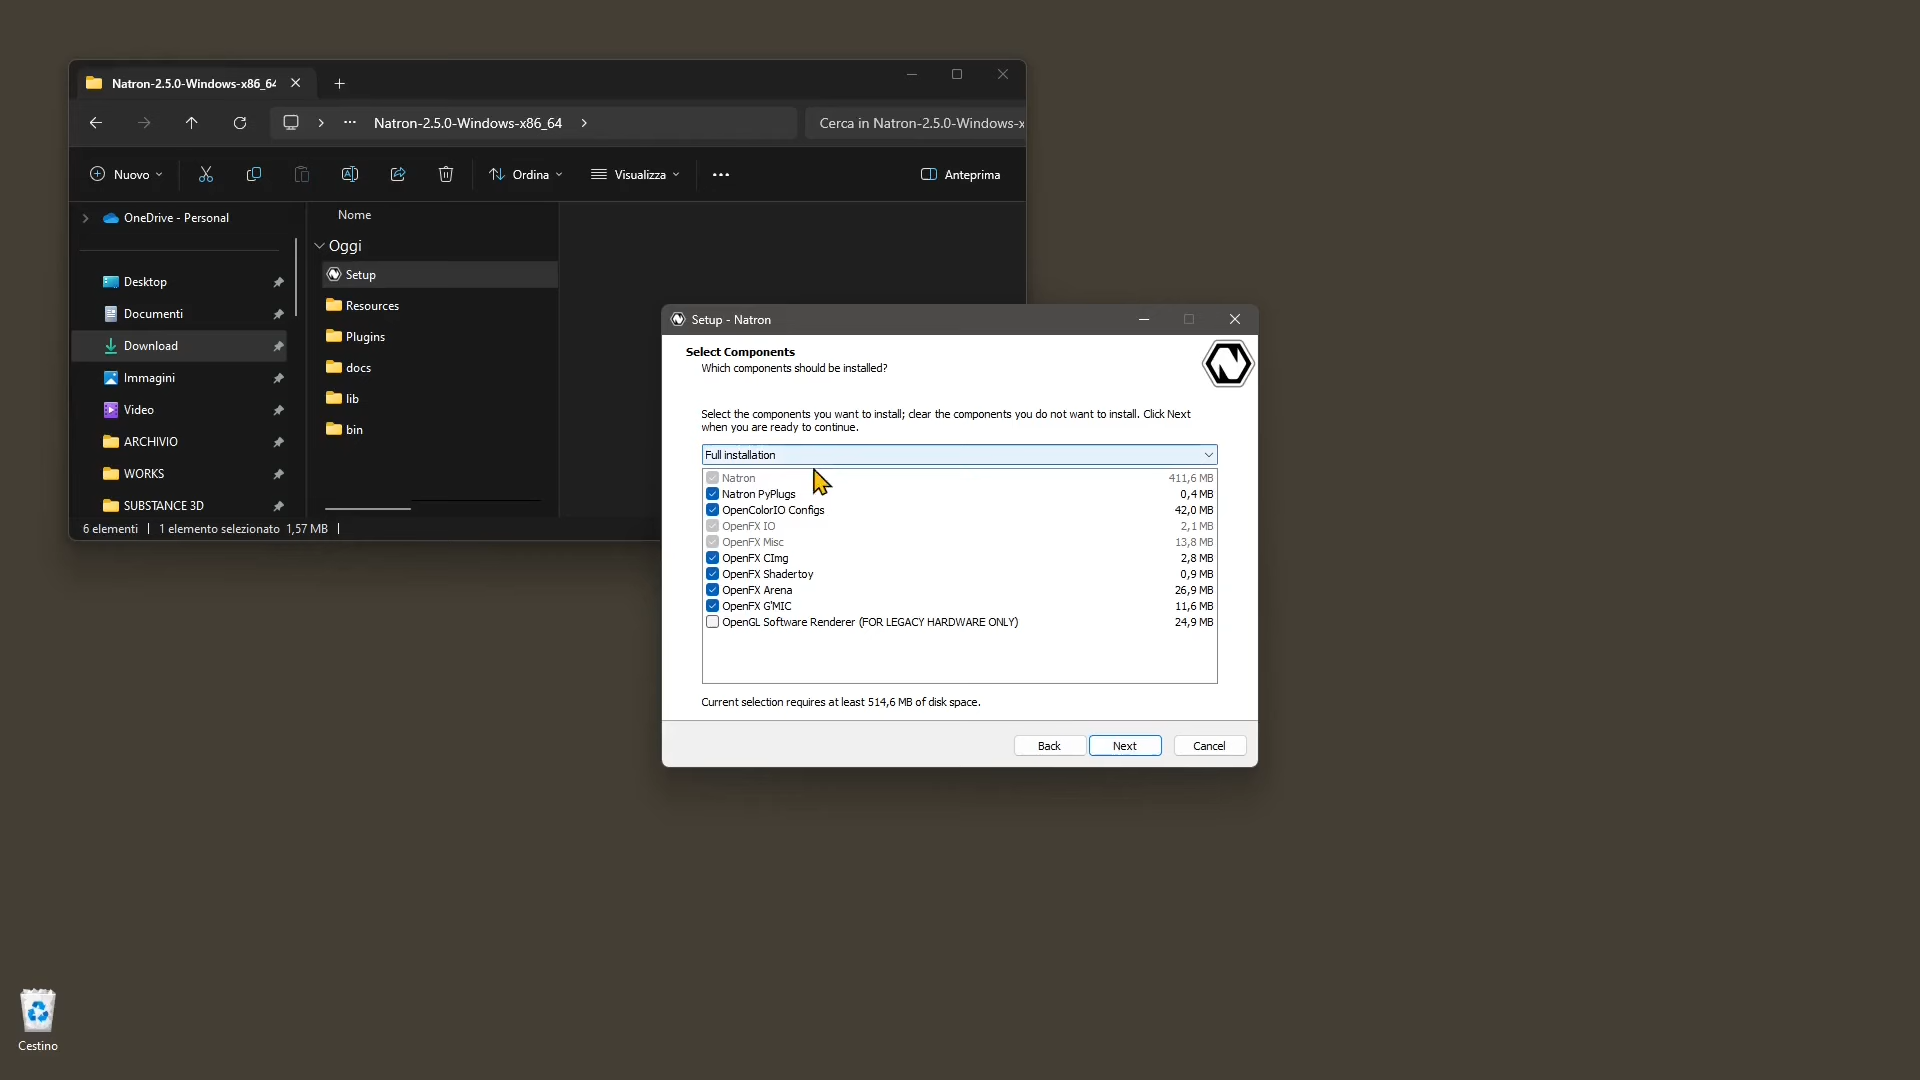 Natron-2.5.0-Windows-x86_64
Natron-2.5.0-Windows-x86_64
Cerca in Natron-2.5.0-Windows-x
Nuovo
Ordina
Visualizza
Anteprima
OneDrive - Personal
Desktop
Documenti
Download
Immagini
Video
ARCHIVIO
WORKS
SUBSTANCE 3D
Nome
Oggi
Setup
Resources
Plugins
docs
lib
bin
6 elementi
1 elemento selezionato 1,57 MB
Setup - Natron
Select Components
Which components should be installed?
Select the components you want to install; clear the components you do not want to install. Click Next
when you are ready to continue.
Full installation
Natron 411,6 MB
Natron PyPlugs 0,4 MB
OpenColorIO Configs 42,0 MB
OpenFX IO 2,1 MB
OpenFX Misc 13,8 MB
OpenFX CImg 2,8 MB
OpenFX Shadertoy 0,9 MB
OpenFX Arena 26,9 MB
OpenFX G'MIC 11,6 MB
OpenGL Software Renderer (FOR LEGACY HARDWARE ONLY) 24,9 MB
Current selection requires at least 514,6 MB of disk space.
Back
Next
Cancel
Cestino